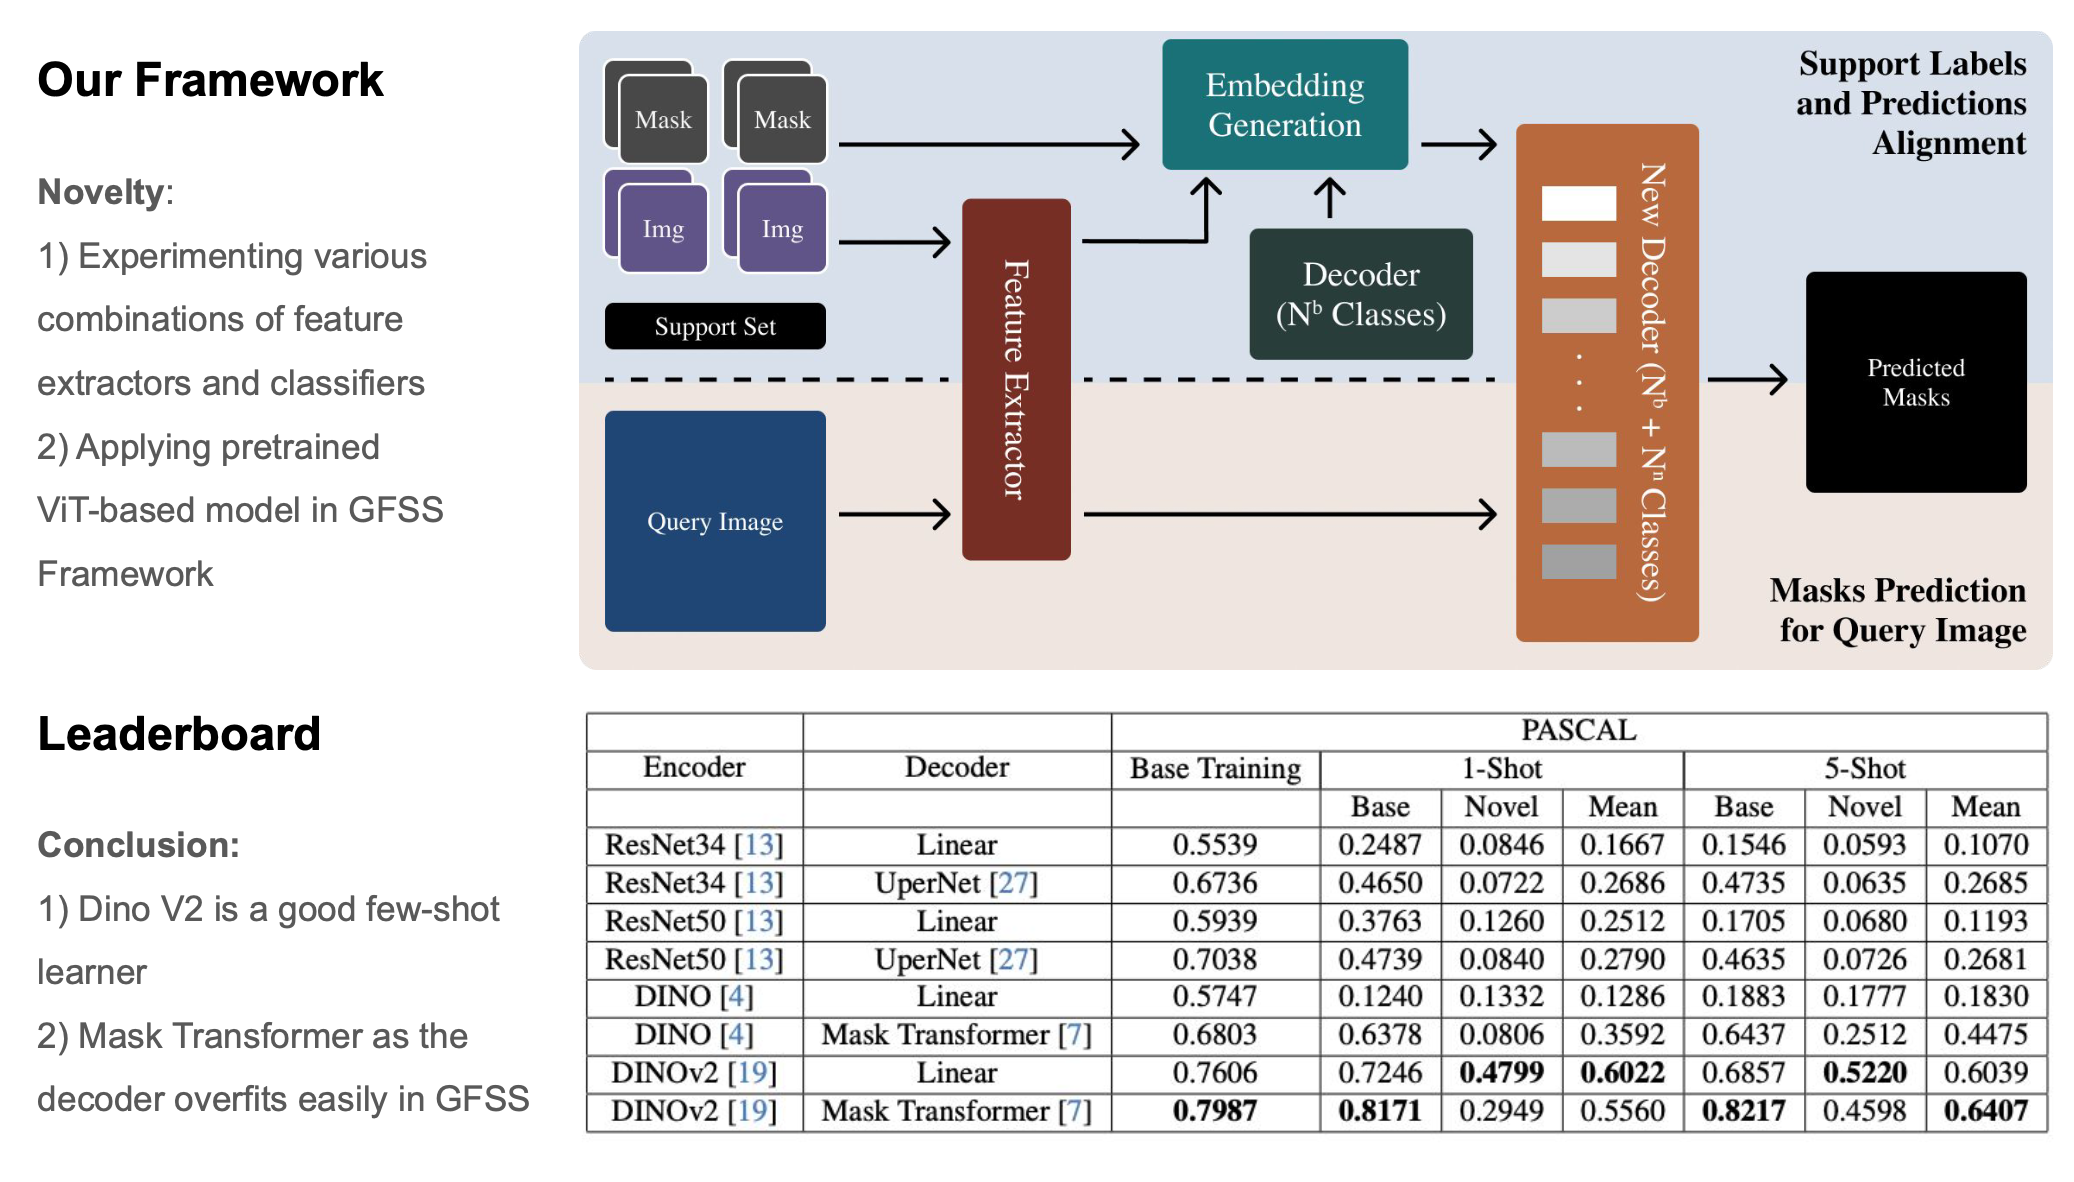 Our Framework
Novelty:
1) Experimenting various
combinations of feature
extractors and classifiers
2) Applying pretrained
ViT-based model in GFSS
Framework
Mask Mask
Img Img
Support Set
Query Image
Feature Extractor
Embedding
Generation
Decoder
(Nᵇ Classes)
New Decoder (Nᵇ + Nⁿ Classes)
Support Labels
and Predictions
Alignment
Predicted
Masks
Masks Prediction
for Query Image
Leaderboard
Conclusion:
1) Dino V2 is a good few-shot
learner
2) Mask Transformer as the
decoder overfits easily in GFSS
PASCAL
Encoder Decoder Base Training 1-Shot 5-Shot
Base Novel Mean Base Novel Mean
ResNet34 [13] Linear 0.5539 0.2487 0.0846 0.1667 0.1546 0.0593 0.1070
ResNet34 [13] UperNet [27] 0.6736 0.4650 0.0722 0.2686 0.4735 0.0635 0.2685
ResNet50 [13] Linear 0.5939 0.3763 0.1260 0.2512 0.1705 0.0680 0.1193
ResNet50 [13] UperNet [27] 0.7038 0.4739 0.0840 0.2790 0.4635 0.0726 0.2681
DINO [4] Linear 0.5747 0.1240 0.1332 0.1286 0.1883 0.1777 0.1830
DINO [4] Mask Transformer [7] 0.6803 0.6378 0.0806 0.3592 0.6437 0.2512 0.4475
DINOv2 [19] Linear 0.7606 0.7246 0.4799 0.6022 0.6857 0.5220 0.6039
DINOv2 [19] Mask Transformer [7] 0.7987 0.8171 0.2949 0.5560 0.8217 0.4598 0.6407